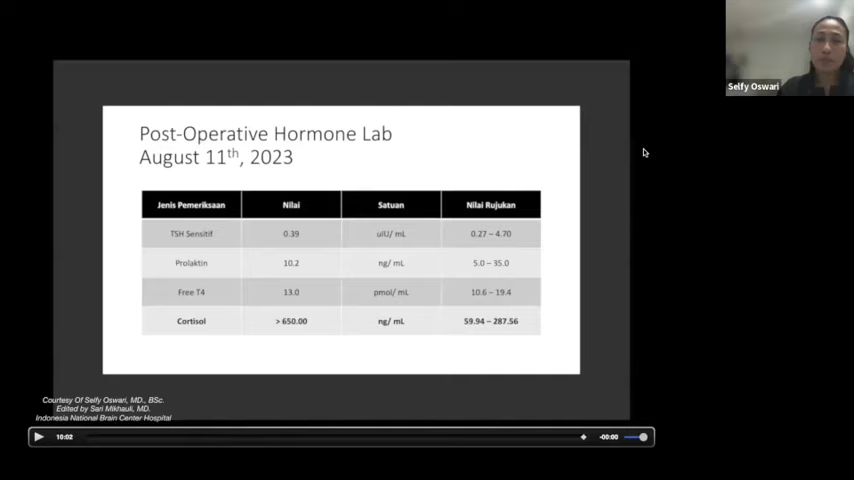 Selfy Oswari
Post-Operative Hormone Lab
August 11th, 2023
Jenis Pemeriksaan Nilai Satuan Nilai Rujukan
TSH Sensitif 0.39 uIU/ mL 0.27 – 4.70
Prolaktin 10.2 ng/ mL 5.0 – 35.0
Free T4 13.0 pmol/ mL 10.6 – 19.4
Cortisol > 650.00 ng/ mL 59.94 – 287.56
Courtesy Of Selfy Oswari, MD., BSc.
Edited by Sari Mikhauli, MD.
Indonesia National Brain Center Hospital
10:02 -00:00